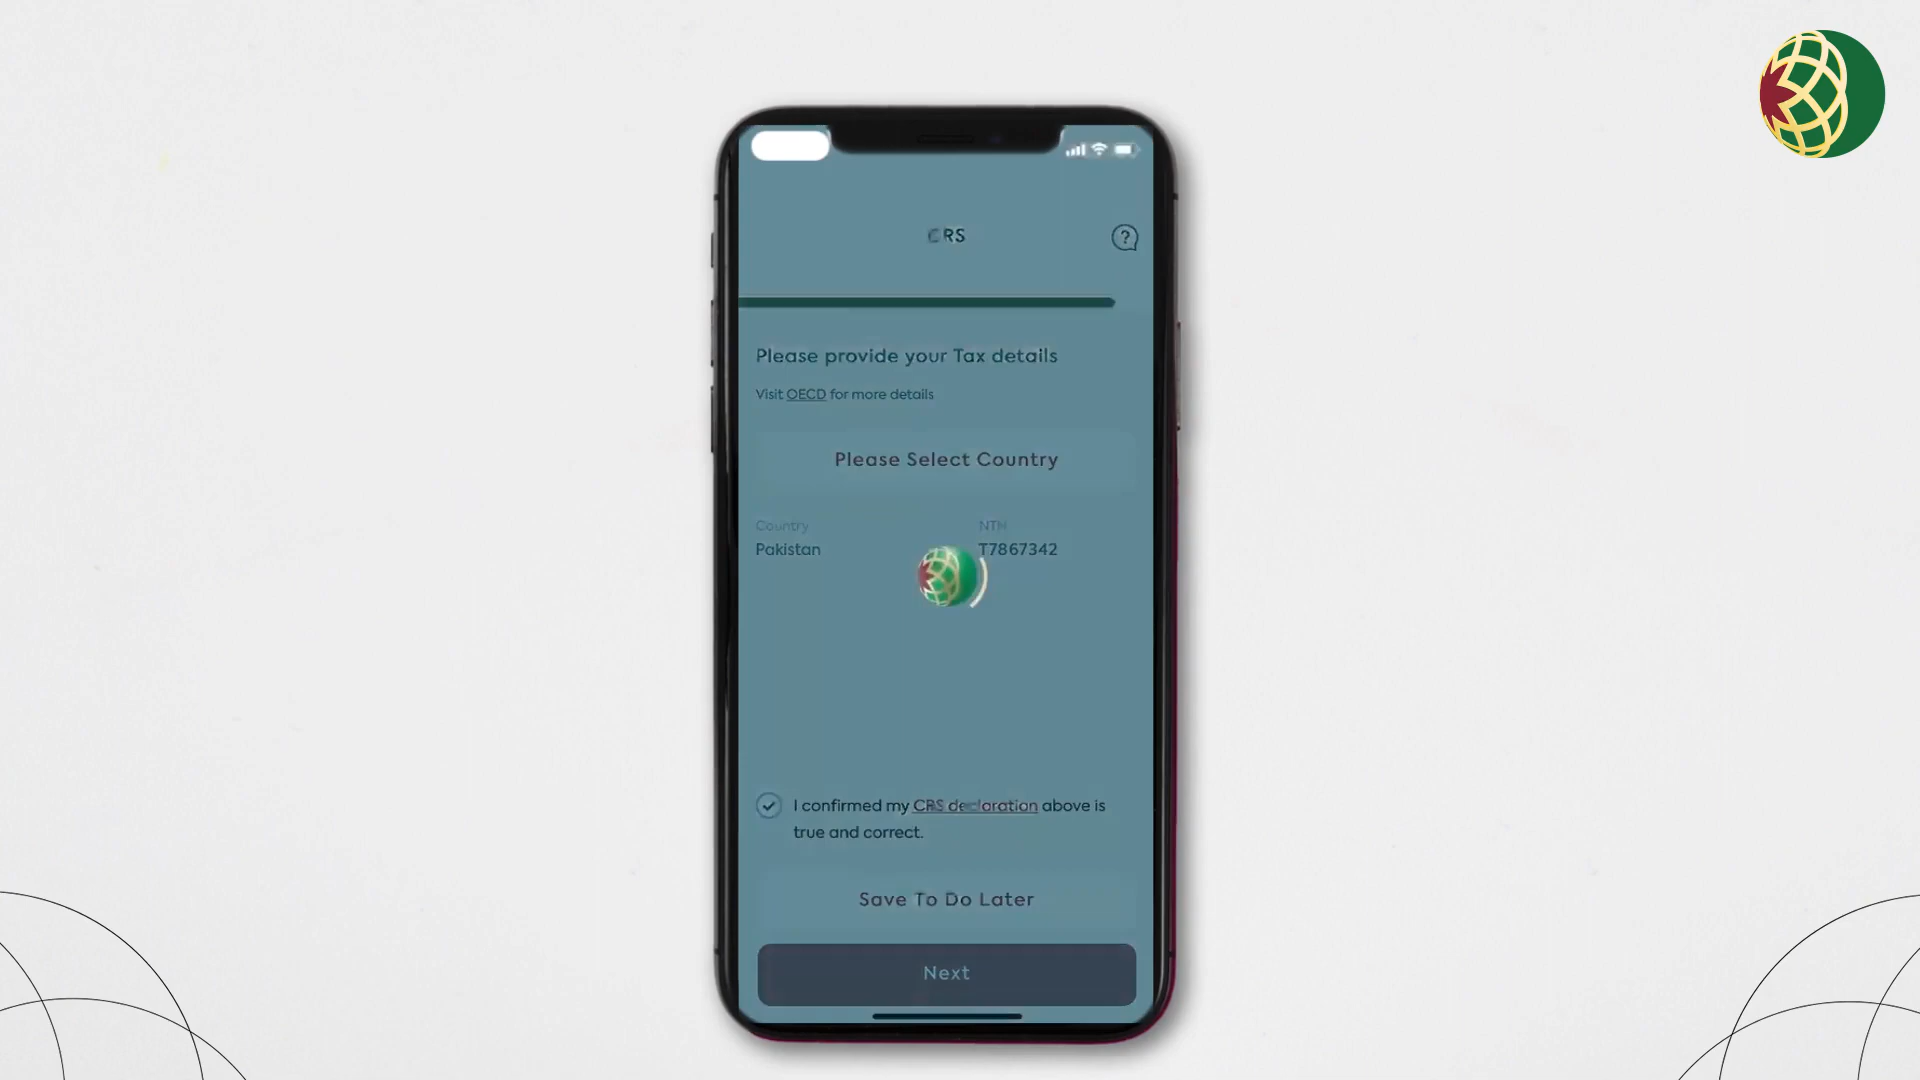 CRS
Please provide your Tax details
Visit OECD for more details
Please Select Country
Country NTN
Pakistan T7867342
I confirmed my CRS declaration above is
true and correct.
Save To Do Later
Next